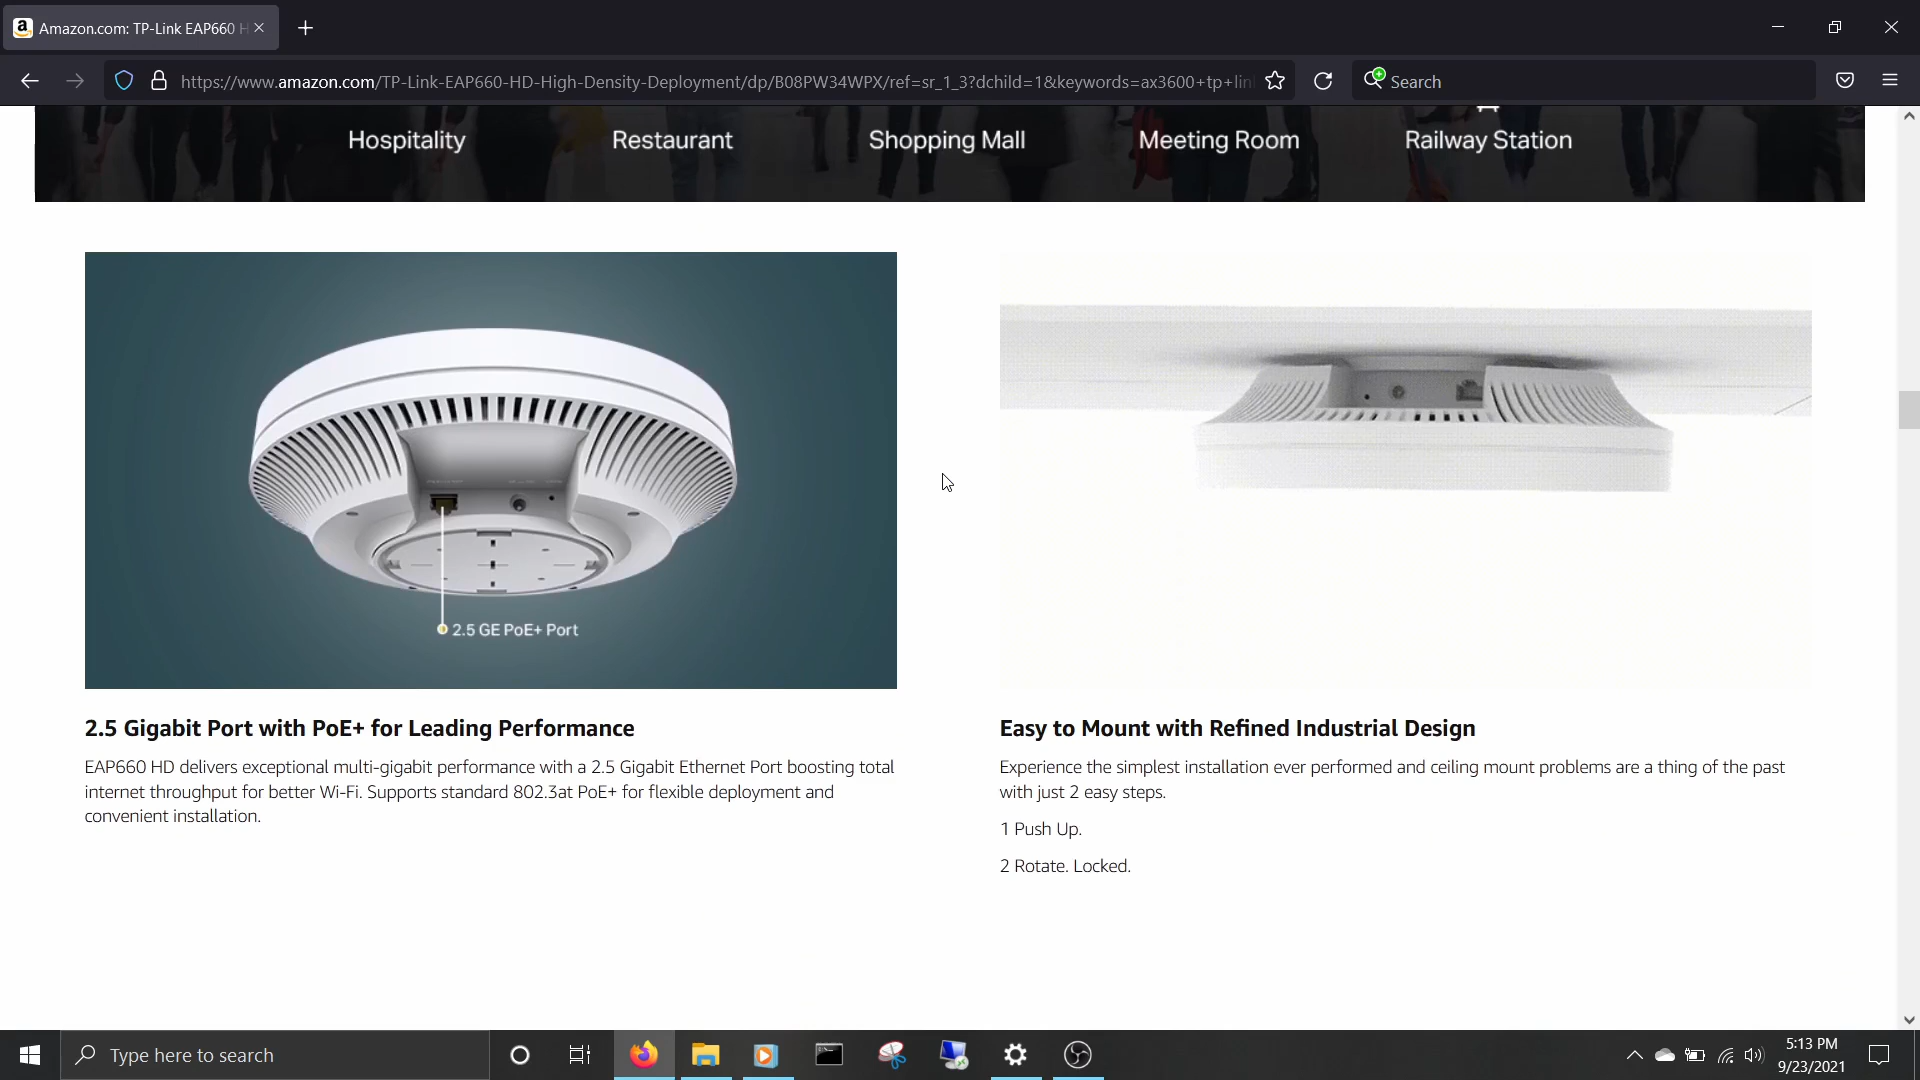 Amazon.com: TP-Link EAP660 H
https://www.amazon.com/TP-Link-EAP660-HD-High-Density-Deployment/dp/B08PW34WPX/ref=sr_1_3?dchild=1&keywords=ax3600+tp+lin
Search
Hospitality
Restaurant
Shopping Mall
Meeting Room
Railway Station
2.5 GE PoE+ Port
2.5 Gigabit Port with PoE+ for Leading Performance
EAP660 HD delivers exceptional multi-gigabit performance with a 2.5 Gigabit Ethernet Port boosting total
internet throughput for better Wi-Fi. Supports standard 802.3at PoE+ for flexible deployment and
convenient installation.
Easy to Mount with Refined Industrial Design
Experience the simplest installation ever performed and ceiling mount problems are a thing of the past
with just 2 easy steps.
1 Push Up.
2 Rotate. Locked.
Type here to search
5:13 PM
9/23/2021